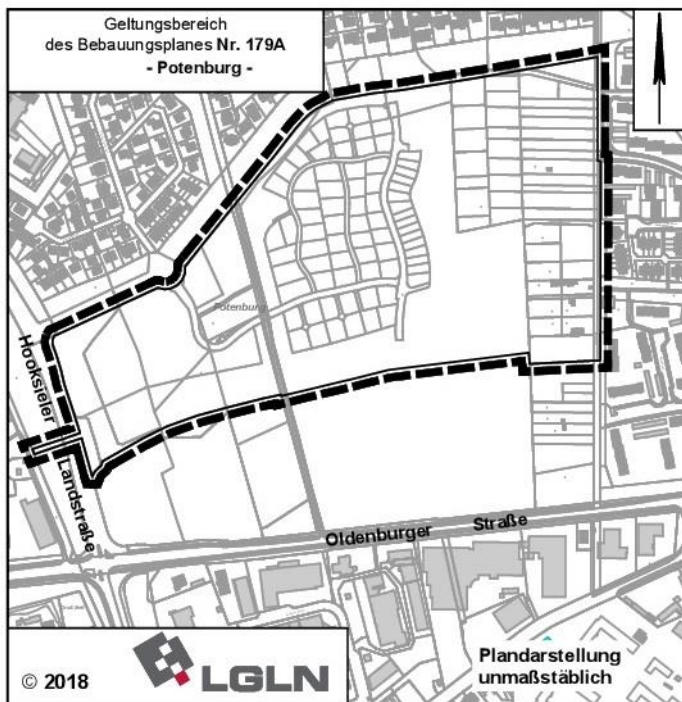 Geltungsbereich
des Bebauungsplanes Nr. 179A
- Potenburg -
Potenburg
Hooksieler
Landstraße
Oldenburger Straße
© 2018
LGLN
Plandarstellung
unmaßstäblich